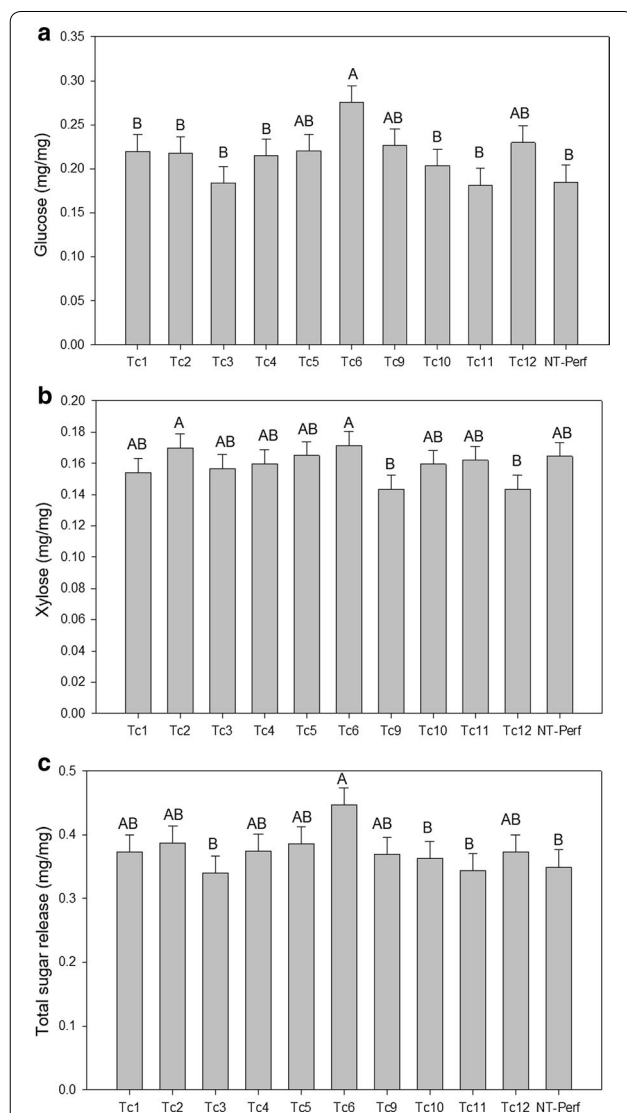 a
0.35
0.30
0.25
0.20
0.15
0.10
0.05
0.00
Glucose (mg/mg)
B B B B AB A AB B B AB B
Tc1 Tc2 Tc3 Tc4 Tc5 Tc6 Tc9 Tc10 Tc11 Tc12 NT-Perf
b
0.20
0.18
0.16
0.14
0.12
0.10
0.08
0.06
0.04
0.02
0.00
Xylose (mg/mg)
AB A AB AB AB A B AB AB B AB
Tc1 Tc2 Tc3 Tc4 Tc5 Tc6 Tc9 Tc10 Tc11 Tc12 NT-Perf
c
0.5
0.4
0.3
0.2
0.1
0.0
Total sugar release (mg/mg)
AB AB B AB AB A AB B B AB B
Tc1 Tc2 Tc3 Tc4 Tc5 Tc6 Tc9 Tc10 Tc11 Tc12 NT-Perf